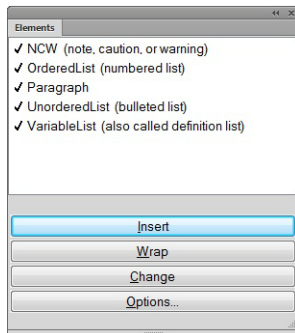 Elements
✓ NCW (note, caution, or warning)
✓ OrderedList (numbered list)
✓ Paragraph
✓ UnorderedList (bulleted list)
✓ VariableList (also called definition list)
Insert
Wrap
Change
Options...